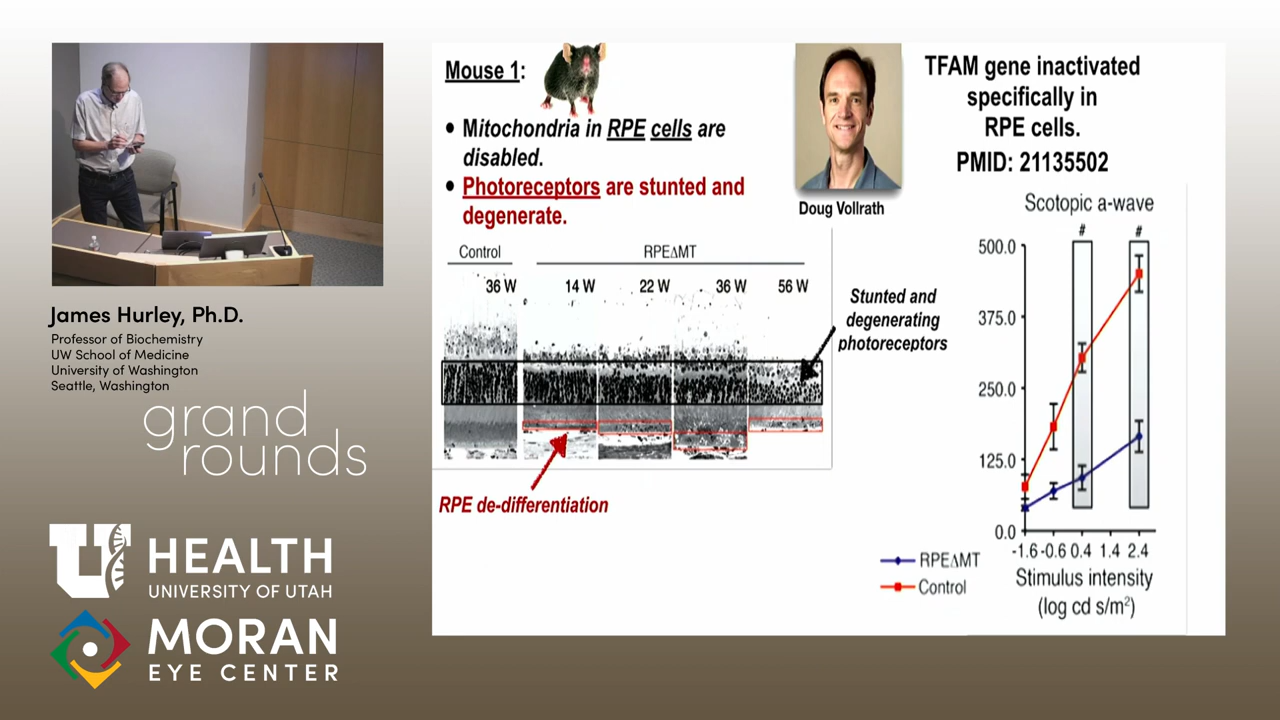 Mouse 1:
• Mitochondria in RPE cells are
disabled.
• Photoreceptors are stunted and
degenerate.
Doug Vollrath
TFAM gene inactivated
specifically in
RPE cells.
PMID: 21135502
Control
RPEΔMT
36 W
14 W
22 W
36 W
56 W
Stunted and
degenerating
photoreceptors
RPE de-differentiation
Scotopic a-wave
#
#
500.0
375.0
250.0
125.0
0.0
-1.6 -0.6 0.4 1.4 2.4
Stimulus intensity
(log cd s/m²)
RPEΔMT
Control
James Hurley, Ph.D.
Professor of Biochemistry
UW School of Medicine
University of Washington
Seattle, Washington
grand
rounds
U
HEALTH
UNIVERSITY OF UTAH
MORAN
EYE CENTER